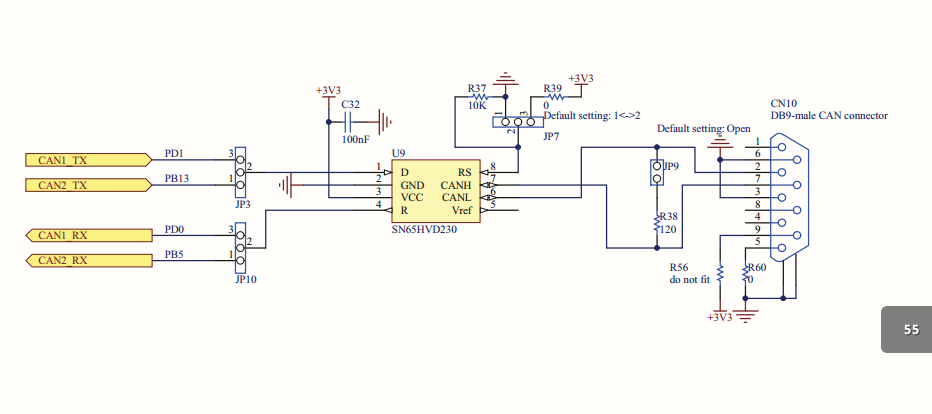 +3V3
C32
100nF
R37
10K
R39
0
+3V3
1
3
2
Default setting: 1<->2
JP7
CN10
DB9-male CAN connector
Default setting: Open
CAN1_TX
PD1
3
2
CAN2_TX
PB13
1
JP3
CAN1_RX
PD0
3
2
CAN2_RX
PB5
1
JP10
U9
1
D
RS
8
2
GND
CANH
7
3
VCC
CANL
6
4
R
Vref
5
SN65HVD230
JP9
R38
120
1
6
2
7
3
8
4
9
5
R56
do not fit
R60
0
+3V3
55